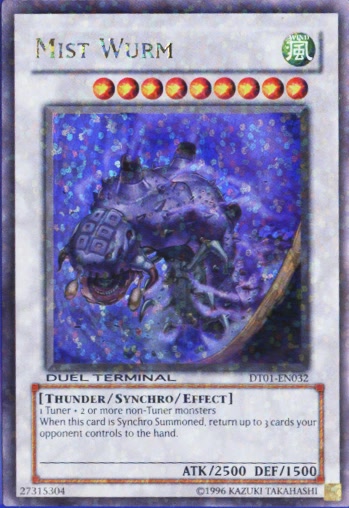 MIST WURM
WIND
風
DUEL TERMINAL
DT01-EN032
[THUNDER/SYNCHRO/EFFECT]
1 Tuner + 2 or more non-Tuner monsters
When this card is Synchro Summoned, return up to 3 cards your
opponent controls to the hand.
ATK/2500 DEF/1500
27315304
©1996 KAZUKI TAKAHASHI